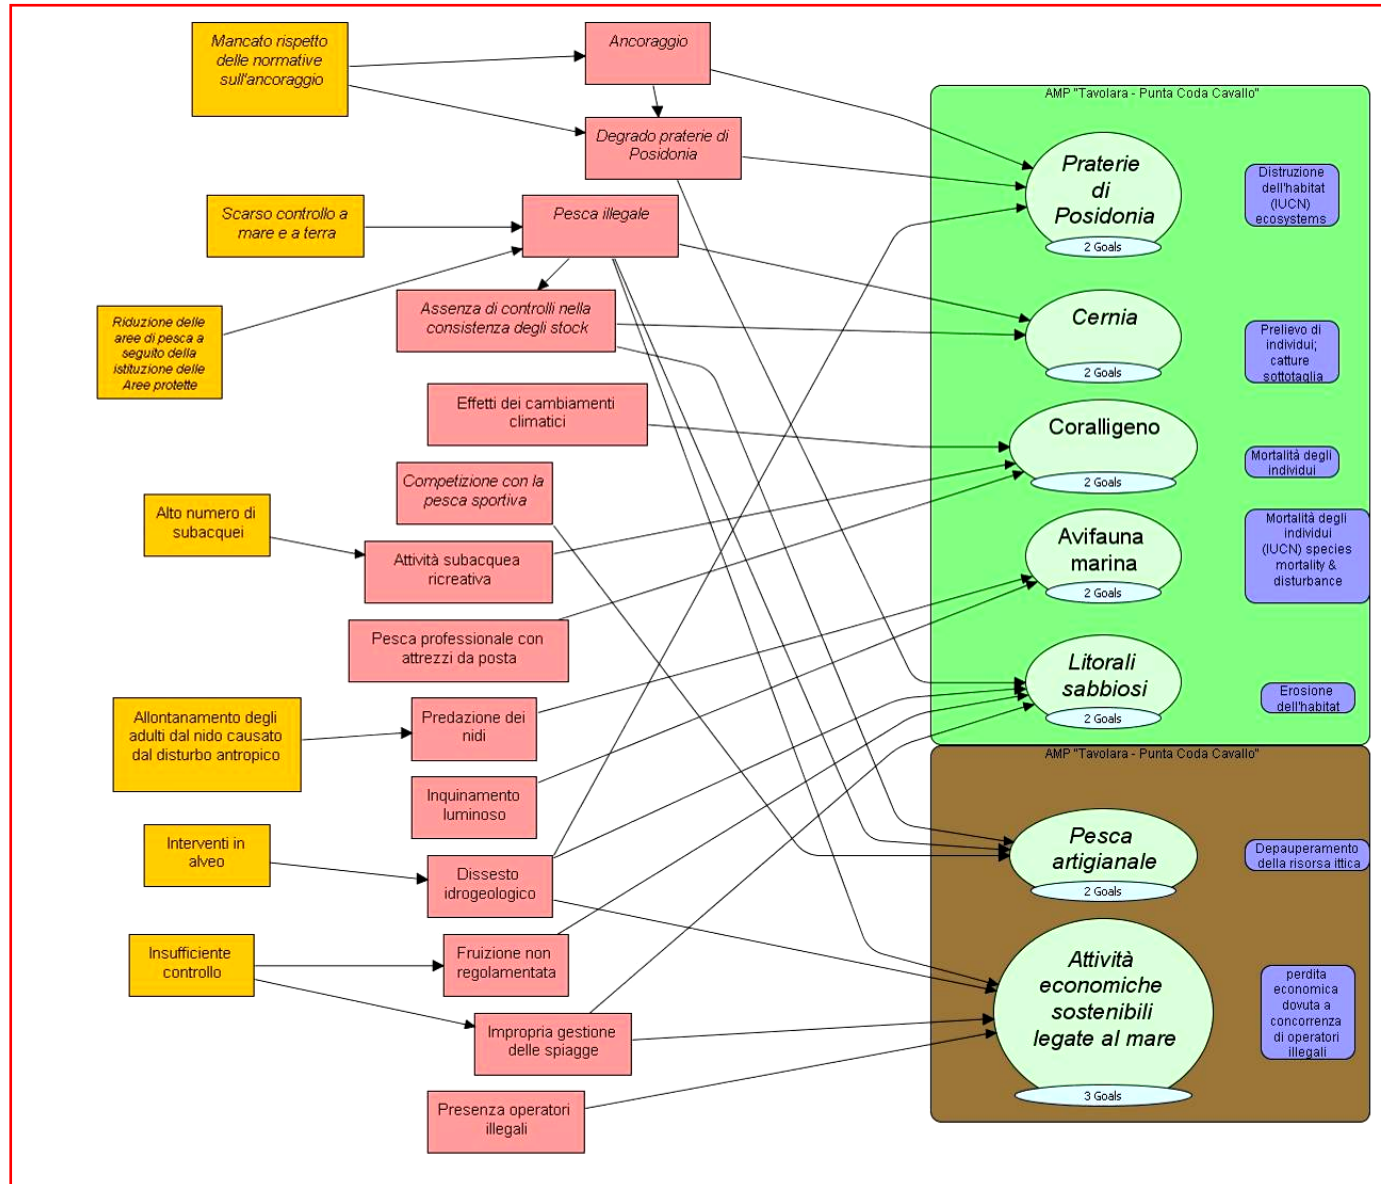 Mancato rispetto
delle normative
sull'ancoraggio
Scarso controllo a
mare e a terra
Riduzione delle
aree di pesca a
seguito della
istituzione delle
Aree protette
Alto numero di
subacquei
Allontanamento degli
adulti dal nido causato
dal disturbo antropico
Interventi in
alveo
Insufficiente
controllo
Ancoraggio
Degrado praterie di
Posidonia
Pesca illegale
Assenza di controlli nella
consistenza degli stock
Effetti dei cambiamenti
climatici
Competizione con la
pesca sportiva
Attività subacquea
ricreativa
Pesca professionale con
attrezzi da posta
Predazione dei
nidi
Inquinamento
luminoso
Dissesto
idrogeologico
Fruizione non
regolamentata
Impropria gestione
delle spiagge
Presenza operatori
illegali
AMP "Tavolara - Punta Coda Cavallo"
Praterie
di
Posidonia
2 Goals
Cernia
2 Goals
Coralligeno
2 Goals
Avifauna
marina
2 Goals
Litorali
sabbiosi
2 Goals
Distruzione
dell'habitat
(IUCN)
ecosystems
Prelievo di
individui;
catture
sottotaglia
Mortalità degli
individui
Mortalità degli
individui
(IUCN) species
mortality &
disturbance
Erosione
dell'habitat
AMP "Tavolara - Punta Coda Cavallo"
Pesca
artigianale
2 Goals
Attività
economiche
sostenibili
legate al mare
3 Goals
Depauperamento
della risorsa ittica
perdita
economica
dovuta a
concorrenza
di operatori
illegali